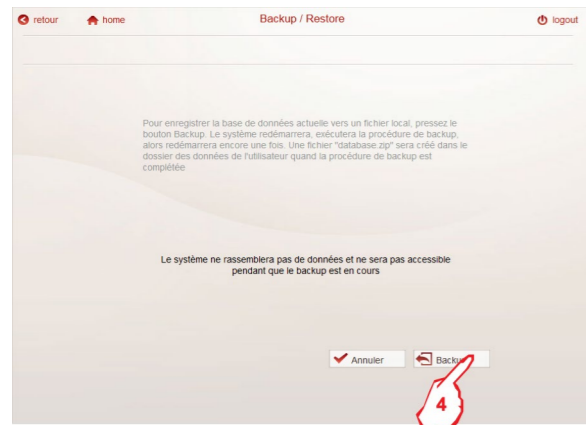 retour home Backup / Restore logout
Pour enregistrer la base de données actuelle vers un fichier local, pressez le
bouton Backup. Le système redémarrera, exécutera la procédure de backup,
alors redémarrera encore une fois. Une fichier "database.zip" sera créé dans le
dossier des données de l'utilisateur quand la procédure de backup est
complétée
Le système ne rassemblera pas de données et ne sera pas accessible
pendant que le backup est en cours
Annuler Backup
4